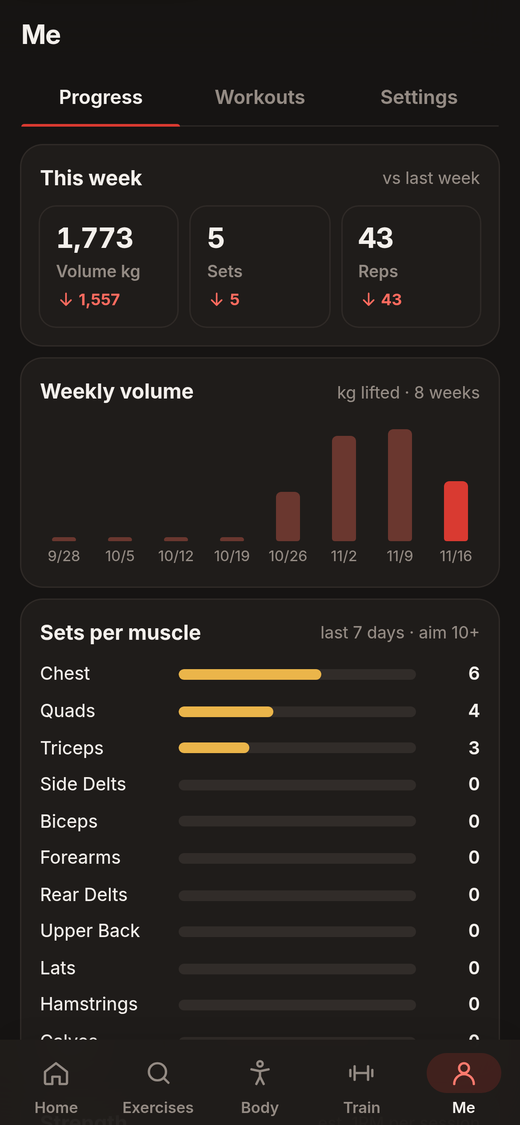 Me
Progress Workouts Settings
This week vs last week
1,773 5 43
Volume kg Sets Reps
↓ 1,557 ↓ 5 ↓ 43
Weekly volume kg lifted · 8 weeks
9/28 10/5 10/12 10/19 10/26 11/2 11/9 11/16
Sets per muscle last 7 days · aim 10+
Chest 6
Quads 4
Triceps 3
Side Delts 0
Biceps 0
Forearms 0
Rear Delts 0
Upper Back 0
Lats 0
Hamstrings 0
Calves 0
Home Exercises Body Train Me
Strength